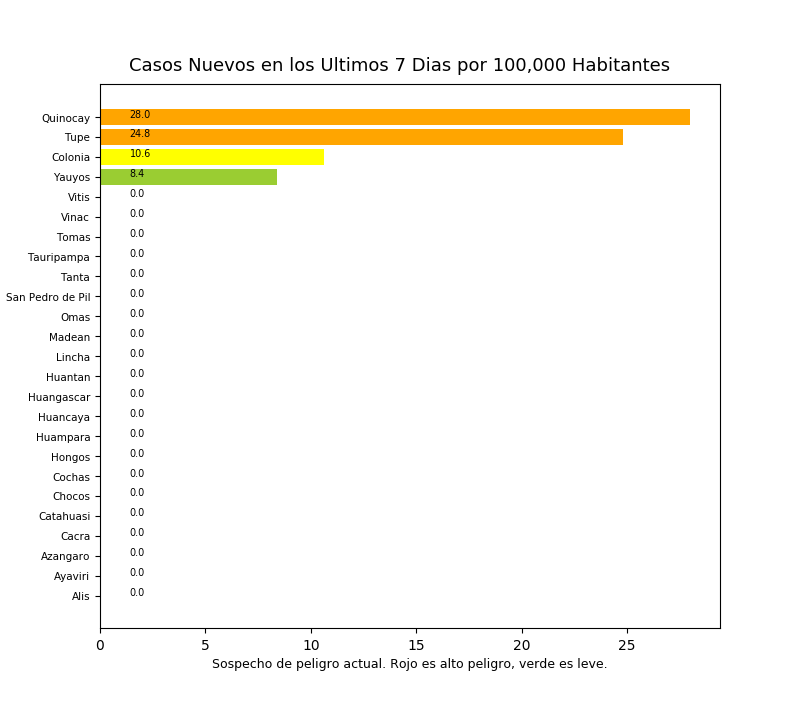 Casos Nuevos en los Ultimos 7 Dias por 100,000 Habitantes
Quinocay 28.0
Tupe 24.8
Colonia 10.6
Yauyos 8.4
Vitis 0.0
Vinac 0.0
Tomas 0.0
Tauripampa 0.0
Tanta 0.0
San Pedro de Pil 0.0
Omas 0.0
Madean 0.0
Lincha 0.0
Huantan 0.0
Huangascar 0.0
Huancaya 0.0
Huampara 0.0
Hongos 0.0
Cochas 0.0
Chocos 0.0
Catahuasi 0.0
Cacra 0.0
Azangaro 0.0
Ayaviri 0.0
Alis 0.0
0 5 10 15 20 25
Sospecho de peligro actual. Rojo es alto peligro, verde es leve.